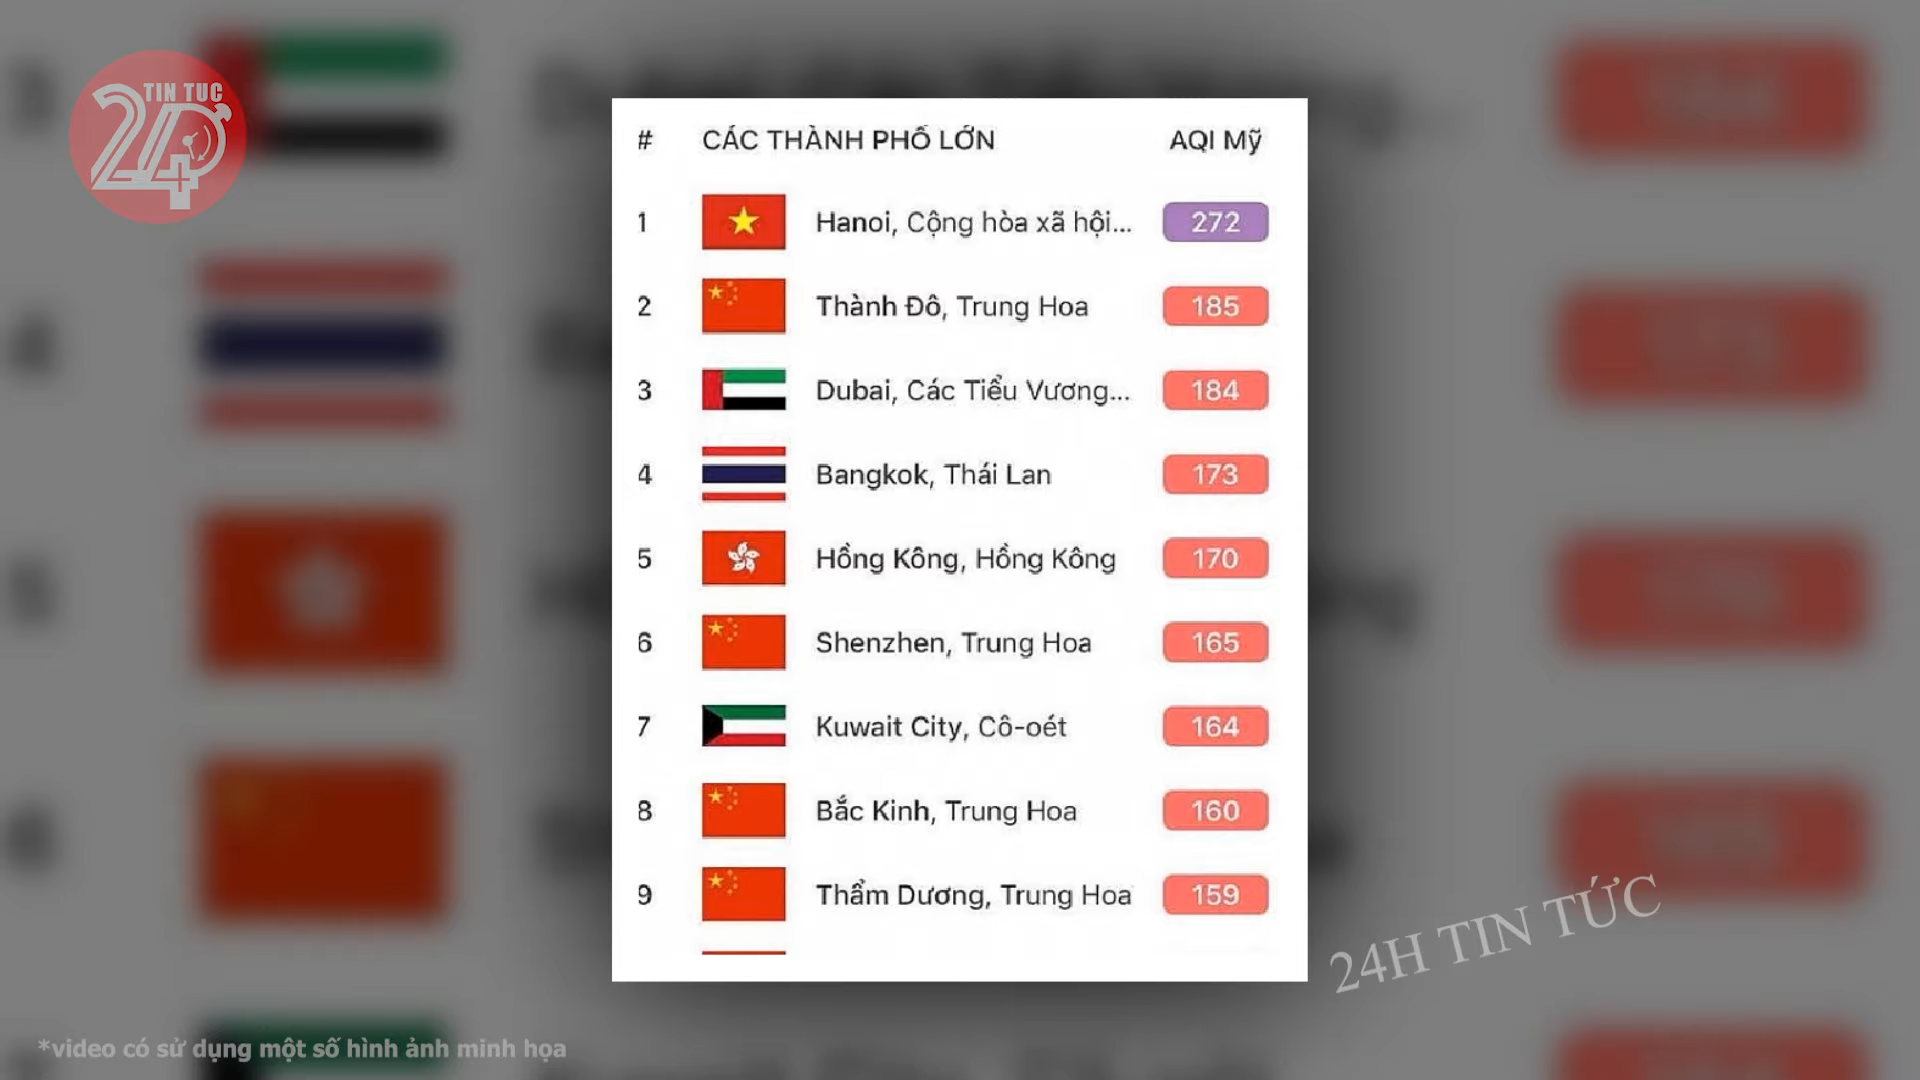 TIN TUC
24
# CÁC THÀNH PHỐ LỚN AQI Mỹ
1 Hanoi, Cộng hòa xã hội... 272
2 Thành Đô, Trung Hoa 185
3 Dubai, Các Tiểu Vương... 184
4 Bangkok, Thái Lan 173
5 Hồng Kông, Hồng Kông 170
6 Shenzhen, Trung Hoa 165
7 Kuwait City, Cô-oét 164
8 Bắc Kinh, Trung Hoa 160
9 Thẩm Dương, Trung Hoa 159
24H TIN TỨC
*video có sử dụng một số hình ảnh minh họa